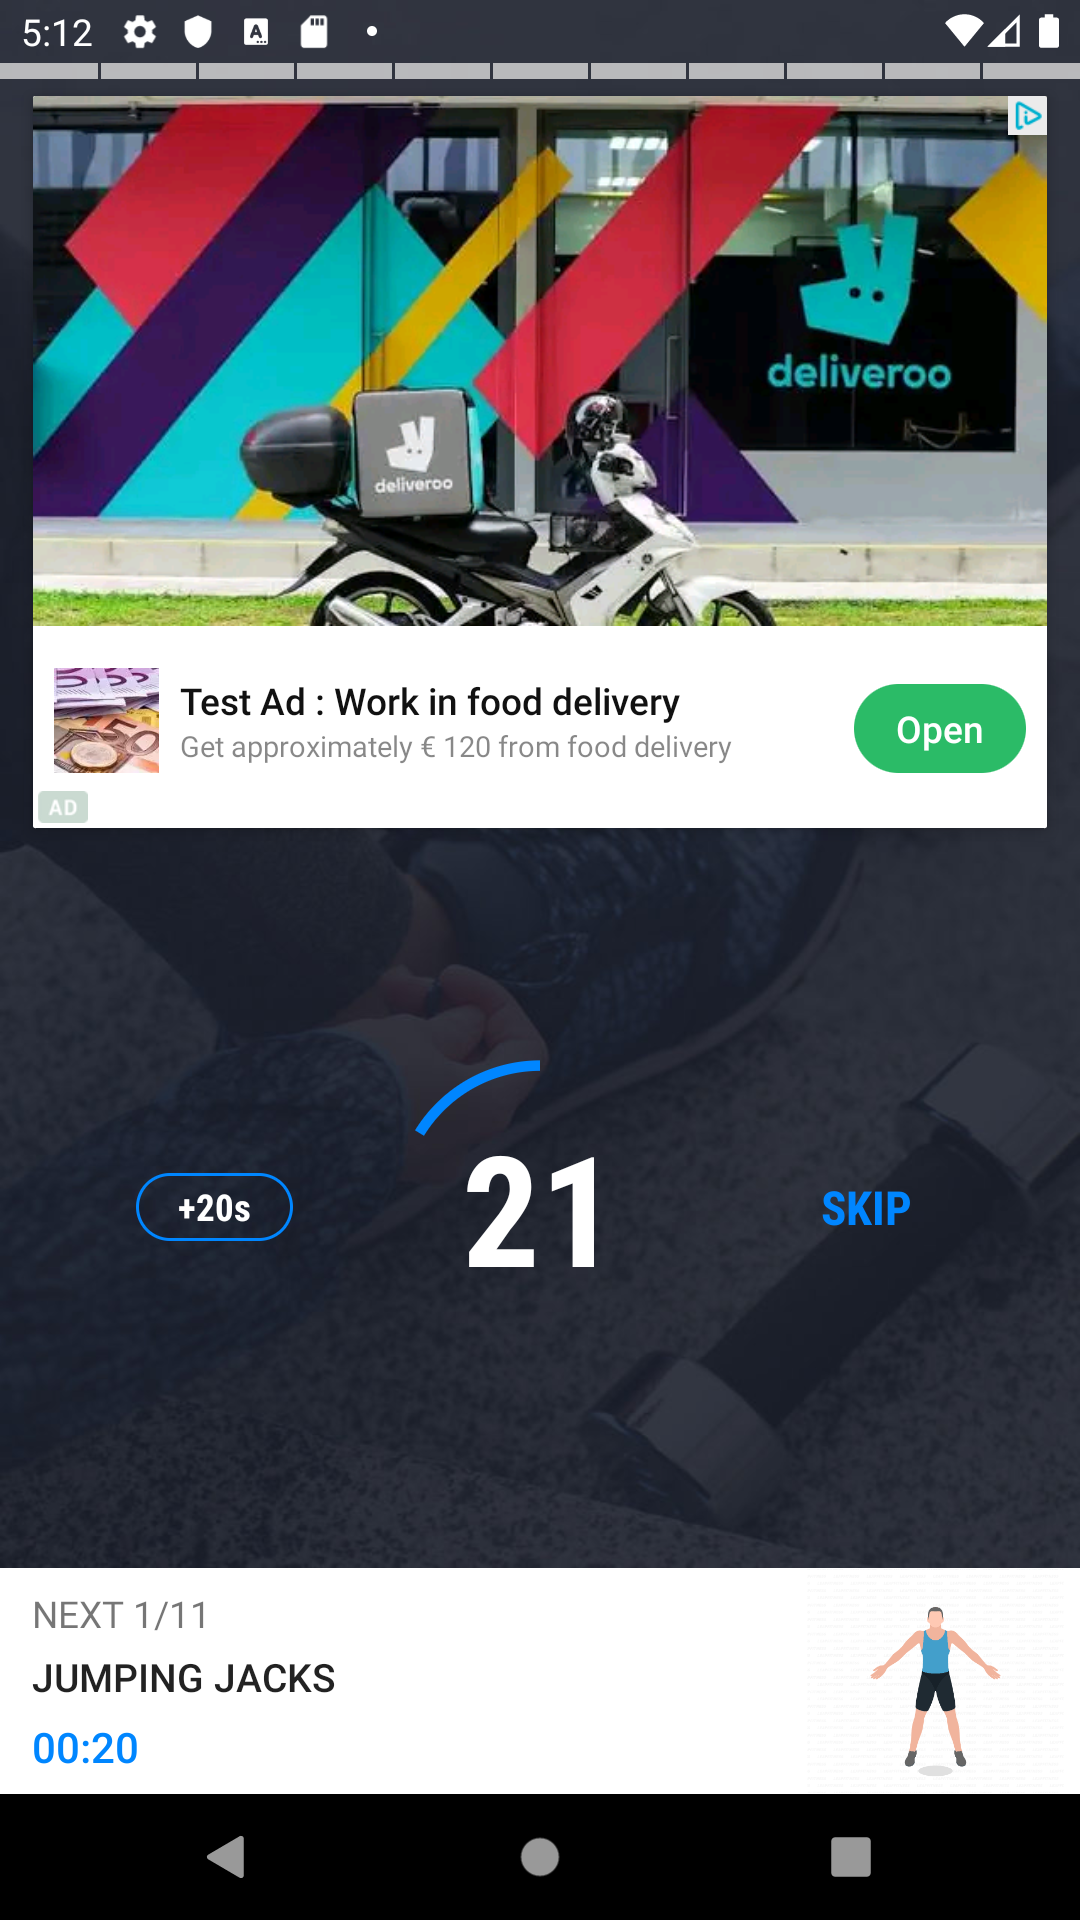 5:12
deliveroo
deliveroo
Test Ad : Work in food delivery
Get approximately € 120 from food delivery
Open
AD
+20s
21
SKIP
NEXT 1/11
JUMPING JACKS
00:20